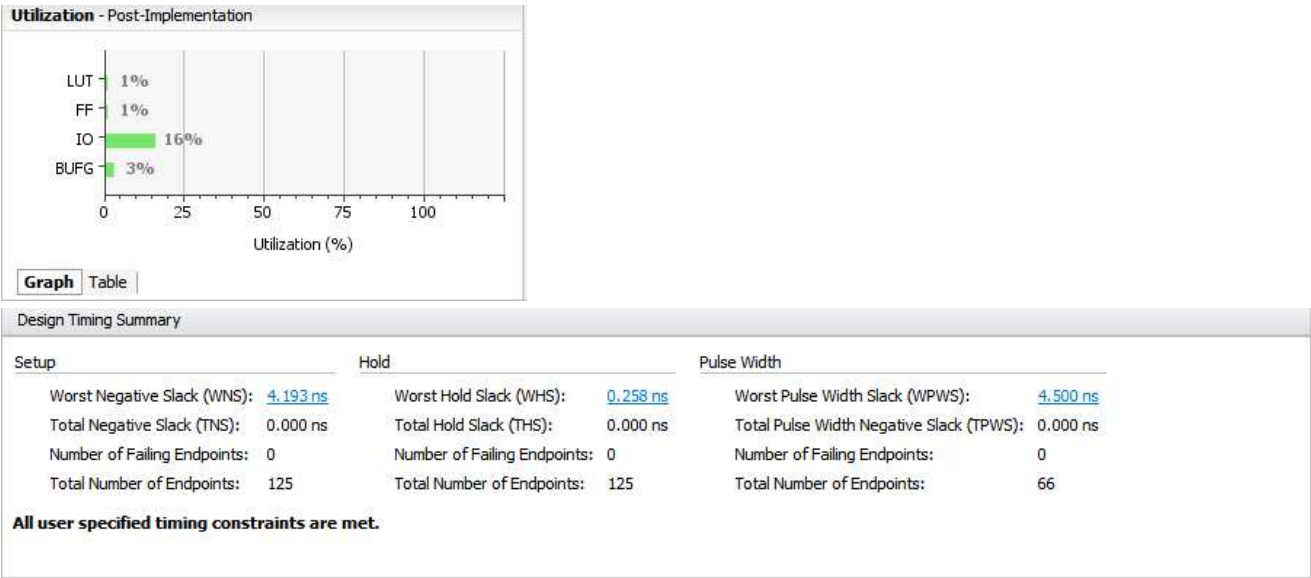 Utilization - Post-Implementation
LUT 1%
FF 1%
IO 16%
BUFG 3%
0 25 50 75 100
Utilization (%)
Graph Table
Design Timing Summary
Setup Hold Pulse Width
Worst Negative Slack (WNS): 4.193 ns Worst Hold Slack (WHS): 0.258 ns Worst Pulse Width Slack (WPWS): 4.500 ns
Total Negative Slack (TNS): 0.000 ns Total Hold Slack (THS): 0.000 ns Total Pulse Width Negative Slack (TPWS): 0.000 ns
Number of Failing Endpoints: 0 Number of Failing Endpoints: 0 Number of Failing Endpoints: 0
Total Number of Endpoints: 125 Total Number of Endpoints: 125 Total Number of Endpoints: 66
All user specified timing constraints are met.